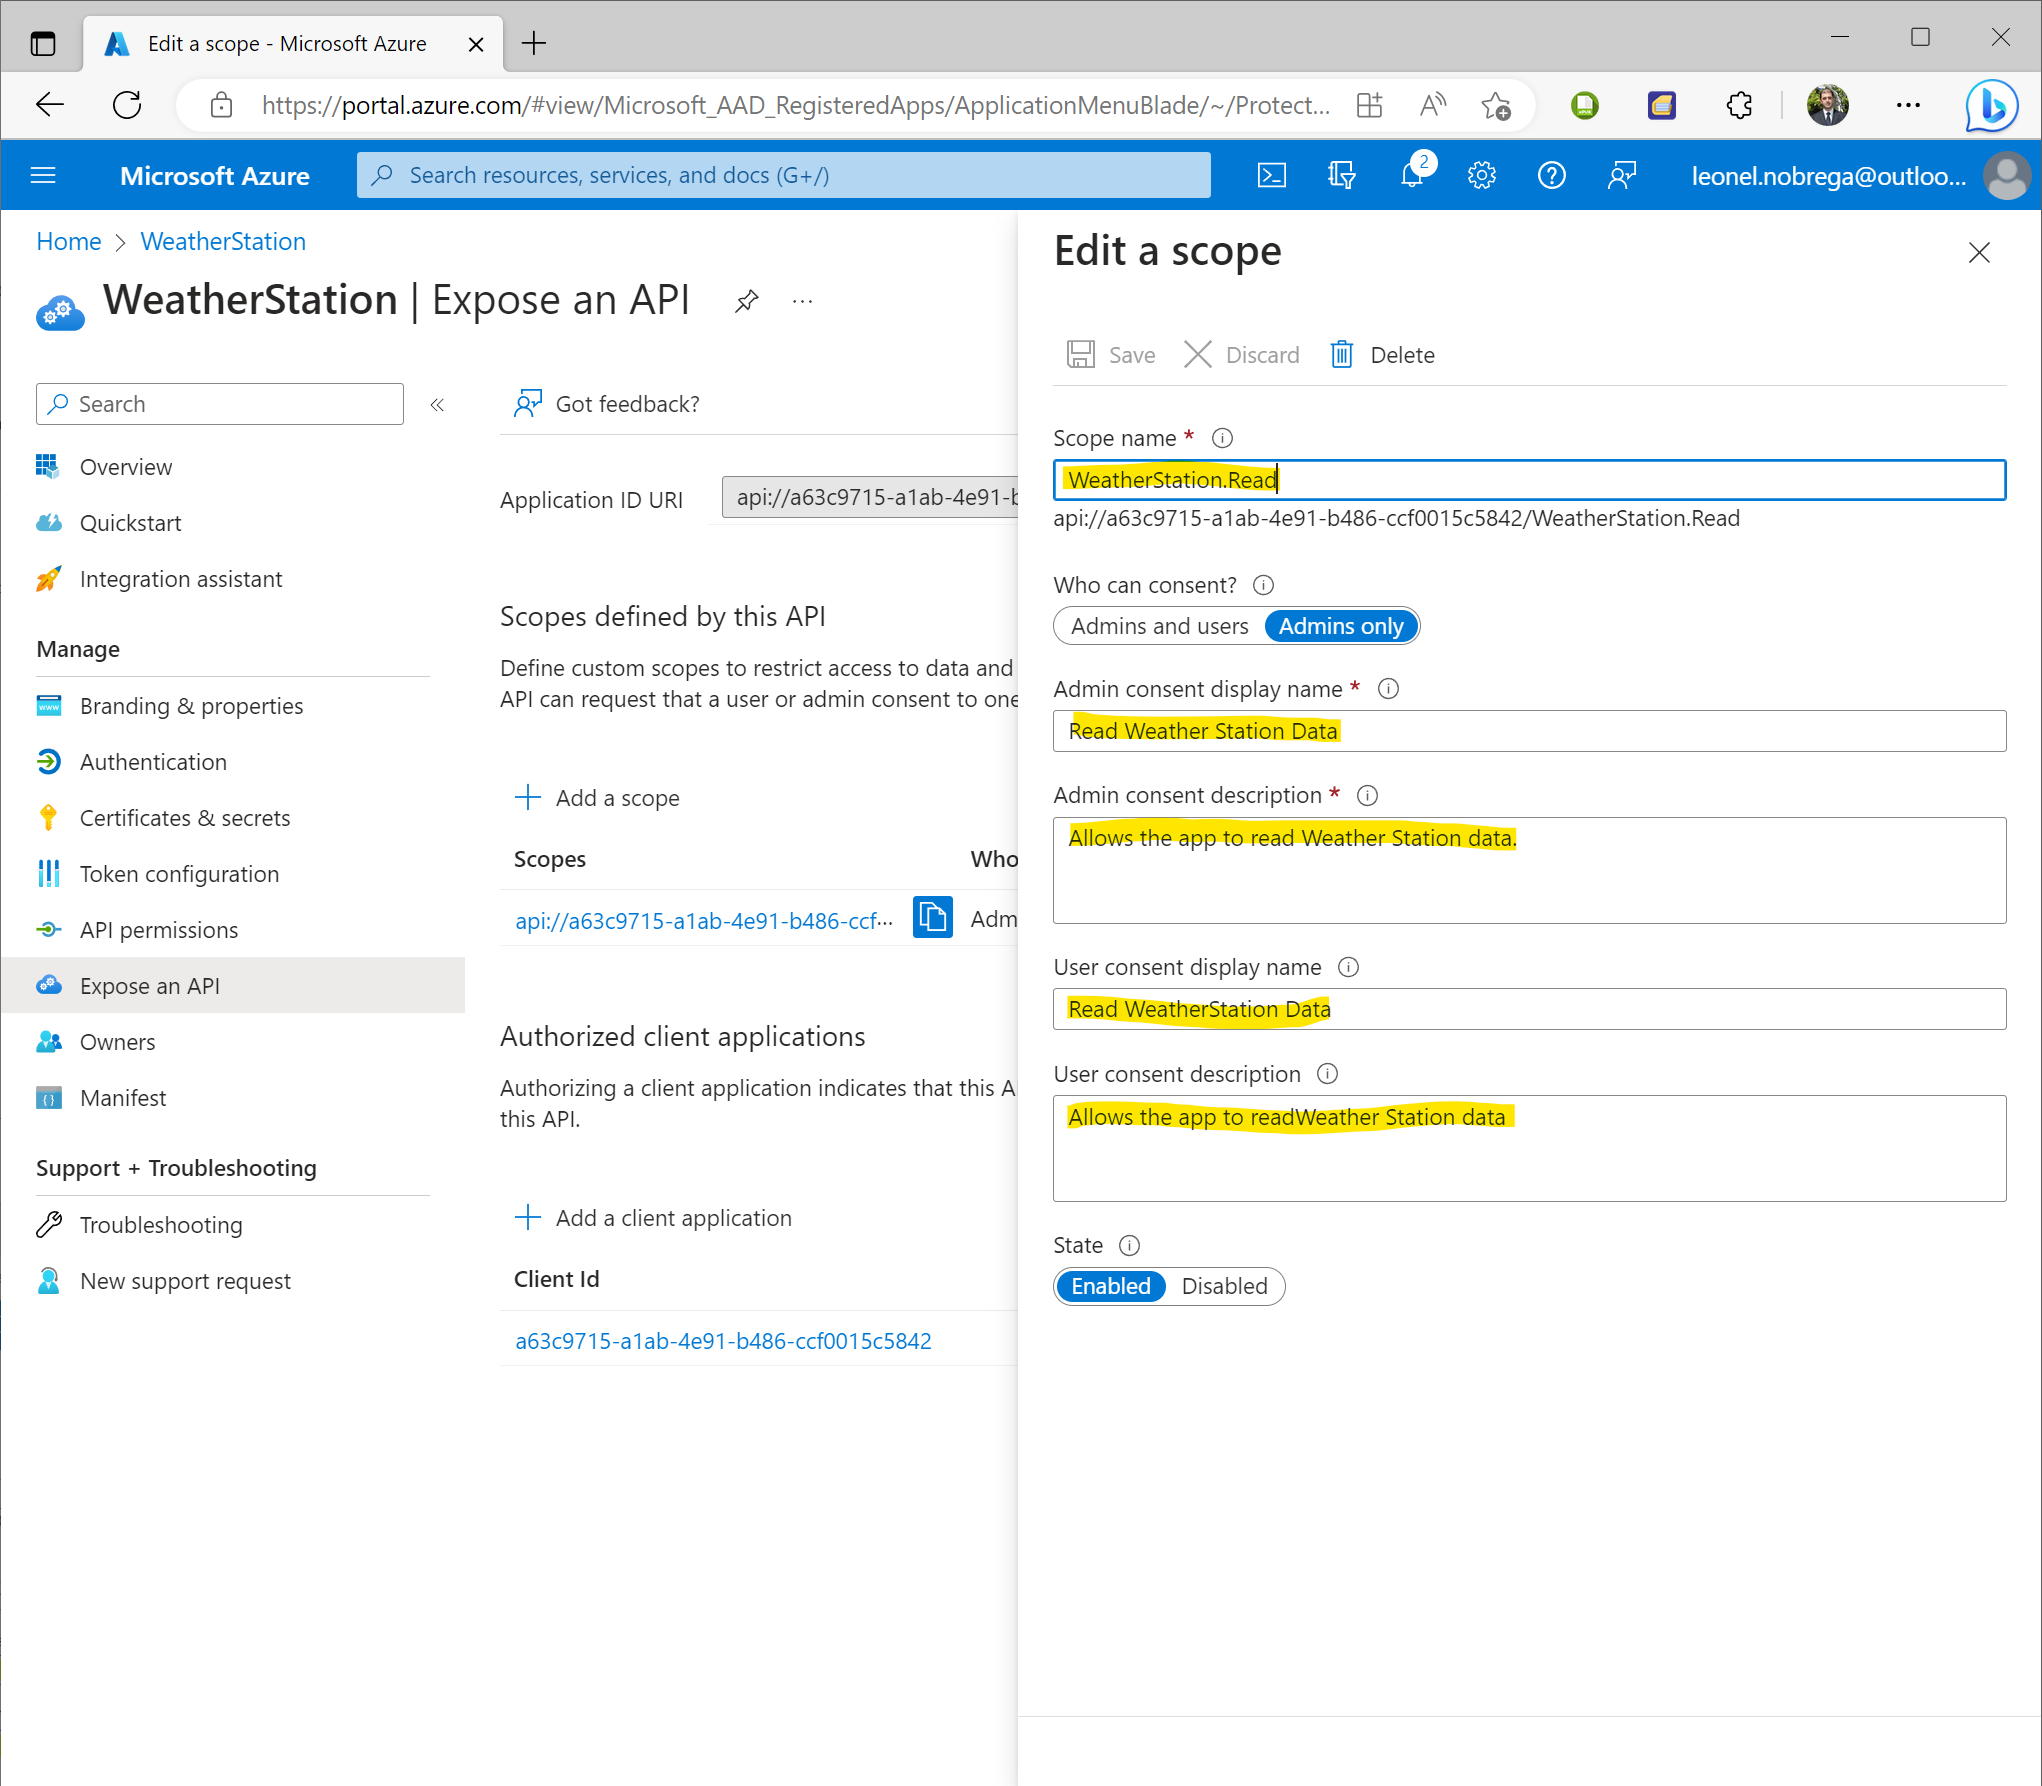 Edit a scope - Microsoft Azure
https://portal.azure.com/#view/Microsoft_AAD_RegisteredApps/ApplicationMenuBlade/~/Protect...
Microsoft Azure
Search resources, services, and docs (G+/)
2
leonel.nobrega@outloo...
Home > WeatherStation
WeatherStation | Expose an API
...
Search
«
Overview
Quickstart
Integration assistant
Manage
Branding & properties
Authentication
Certificates & secrets
Token configuration
API permissions
Expose an API
Owners
Manifest
Support + Troubleshooting
Troubleshooting
New support request
Got feedback?
Application ID URI
api://a63c9715-a1ab-4e91-b
Scopes defined by this API
Define custom scopes to restrict access to data and
API can request that a user or admin consent to one
Add a scope
Scopes
Who
api://a63c9715-a1ab-4e91-b486-ccf...
Adm
Authorized client applications
Authorizing a client application indicates that this A
this API.
Add a client application
Client Id
a63c9715-a1ab-4e91-b486-ccf0015c5842
Edit a scope
Save
Discard
Delete
Scope name *
WeatherStation.Read
api://a63c9715-a1ab-4e91-b486-ccf0015c5842/WeatherStation.Read
Who can consent?
Admins and users
Admins only
Admin consent display name *
Read Weather Station Data
Admin consent description *
Allows the app to read Weather Station data.
User consent display name
Read WeatherStation Data
User consent description
Allows the app to readWeather Station data
State
Enabled
Disabled